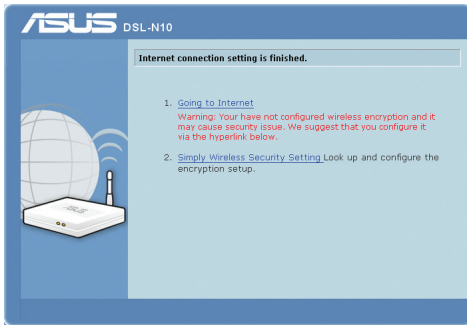 ASUS DSL-N10
Internet connection setting is finished.
1. Going to Internet
Warning: Your have not configured wireless encryption and it
may cause security issue. We suggest that you configure it
via the hyperlink below.
2. Simply Wireless Security Setting Look up and configure the
encryption setup.
ASUS